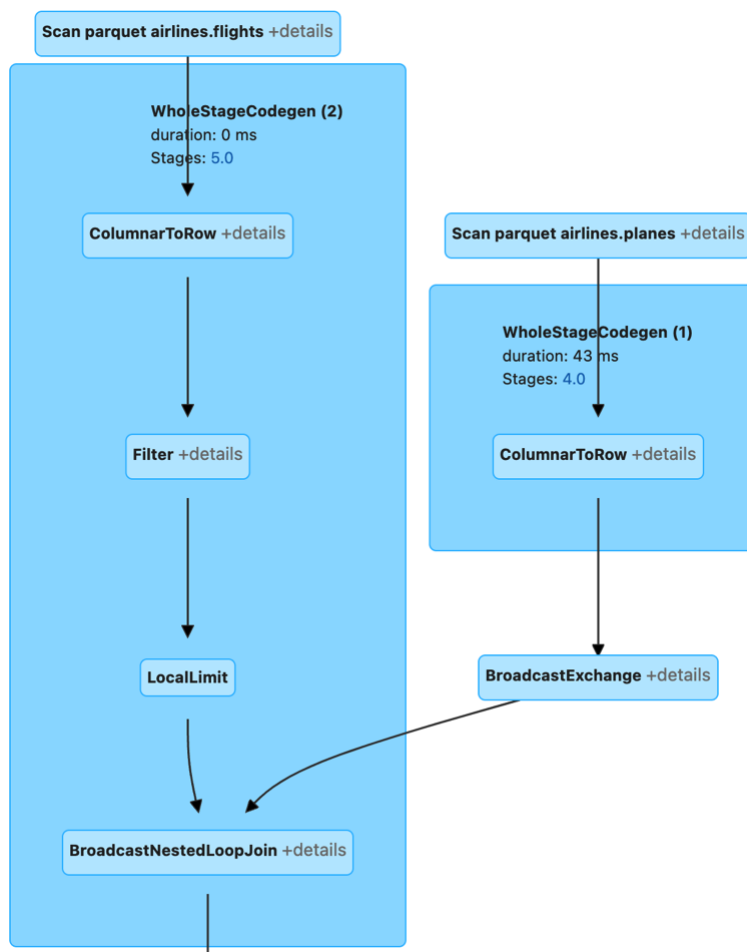 Scan parquet airlines.flights +details
WholeStageCodegen (2)
duration: 0 ms
Stages: 5.0
ColumnarToRow +details
Scan parquet airlines.planes +details
WholeStageCodegen (1)
duration: 43 ms
Stages: 4.0
Filter +details
ColumnarToRow +details
LocalLimit
BroadcastExchange +details
BroadcastNestedLoopJoin +details